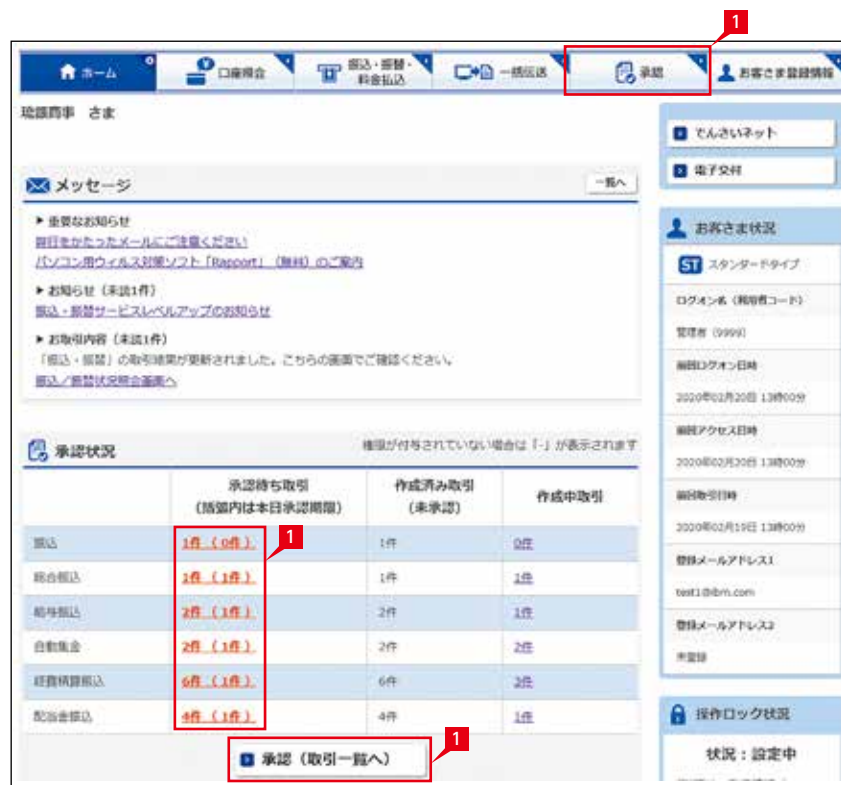 1
ホーム
口座照会
振込・振替・
料金払込
一括伝送
承認
お客さま登録情報
琉銀商事 さま
メッセージ
一覧へ
重要なお知らせ
銀行をかたったメールにご注意ください
パソコン用ウィルス対策ソフト「Rapport」(無料)のご案内
お知らせ(未読1件)
振込・振替サービスレベルアップのお知らせ
お取引内容(未読1件)
「振込・振替」の取引結果が更新されました。こちらの画面でご確認ください。
振込/振替状況照会画面へ
承認状況
権限が付与されていない場合は「-」が表示されます
承認待ち取引
(括弧内は本日承認期限)
作成済み取引
(未承認)
作成中取引
1
振込 1件(0件) 1件 0件
総合振込 1件(1件) 1件 1件
給与振込 2件(1件) 2件 1件
自動集金 2件(1件) 2件 2件
経費精算振込 6件(1件) 6件
配当金振込 4件(1件) 4件 1件
1
承認(取引一覧へ)
でんさいネット
電子交付
お客さま状況
ST スタンダードタイプ
ログオン名(利用者コード)
管理者(9999)
前回ログオン日時
2020年02月20日 13時00分
前回アクセス日時
2020年02月20日 13時00分
前回取引日時
2020年02月19日 13時00分
登録メールアドレス1
test1@ibm.com
登録メールアドレス2
未登録
操作ロック状況
状況:設定中